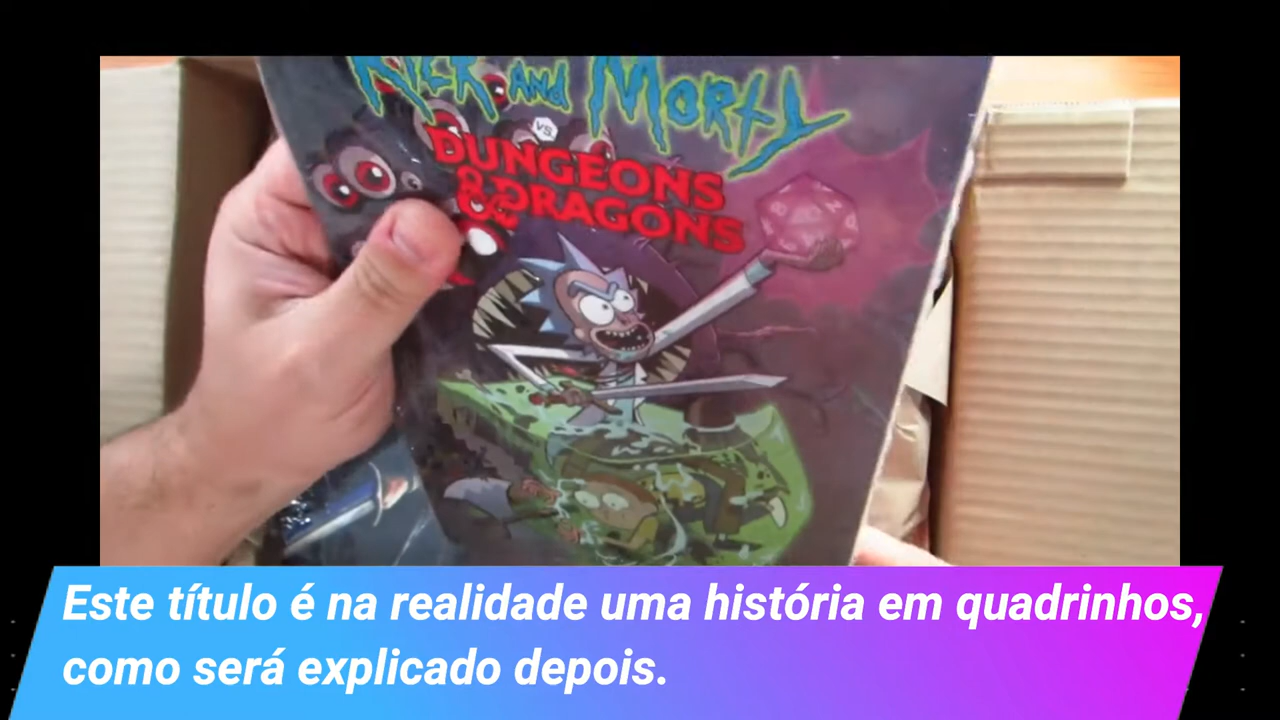 RICK AND MORTY
VS.
DUNGEONS
& DRAGONS
Este título é na realidade uma história em quadrinhos,
como será explicado depois.